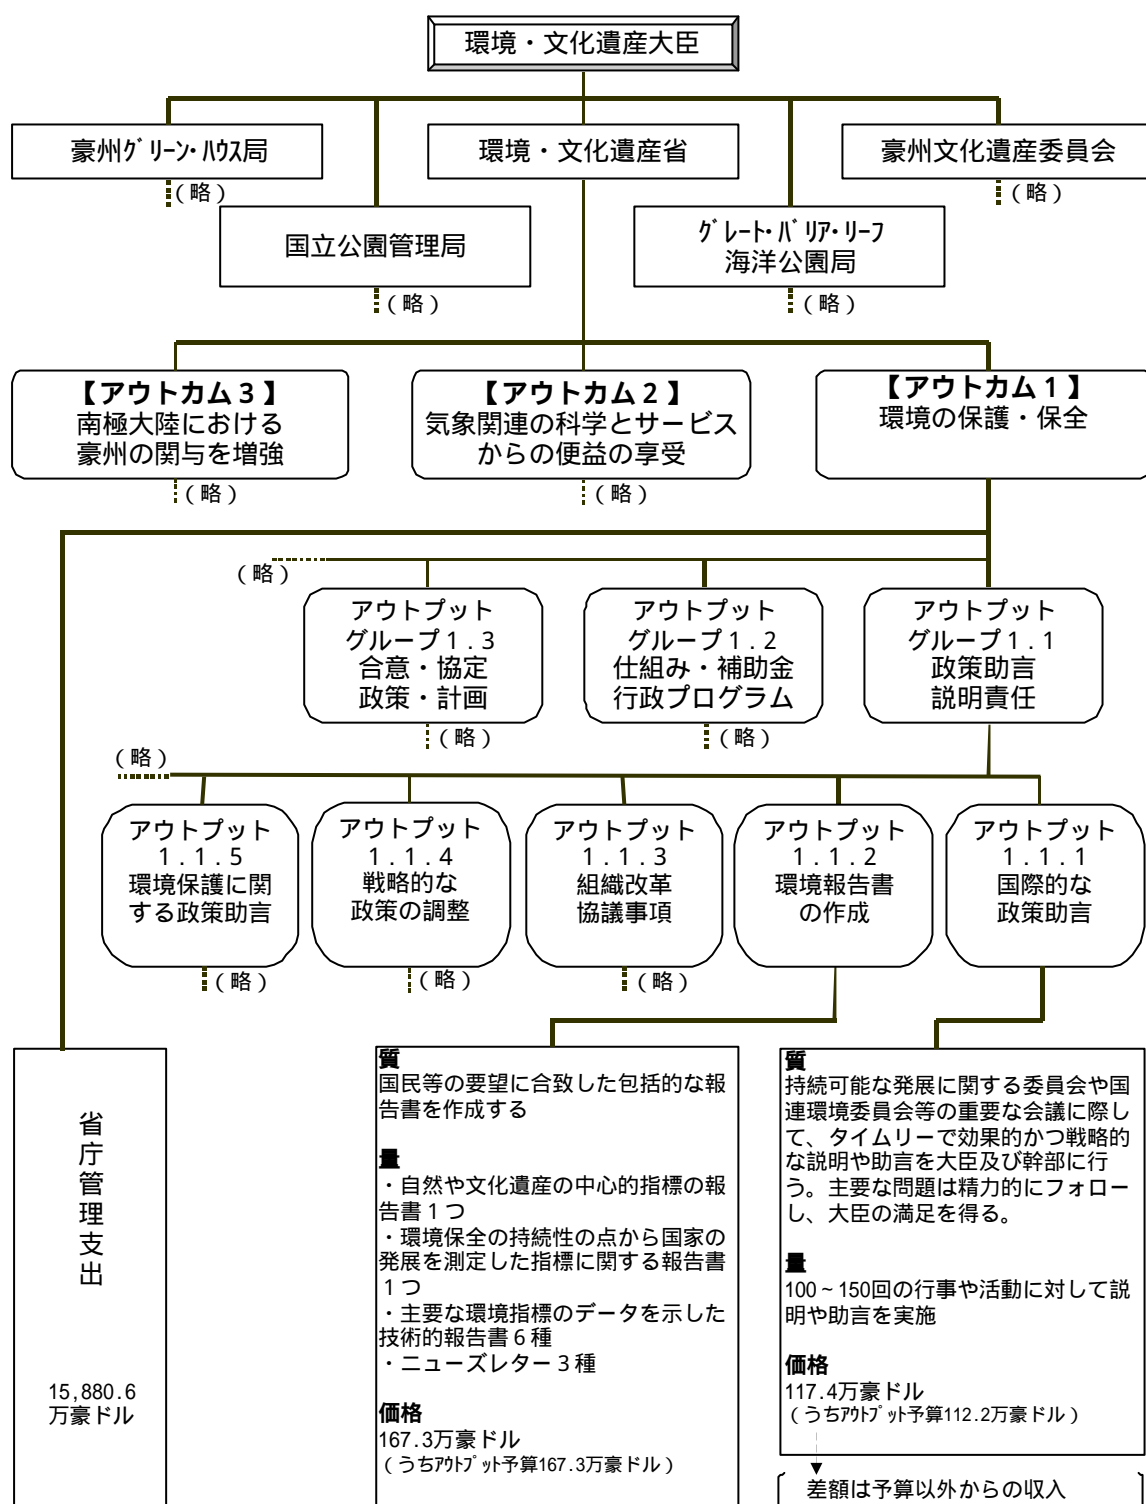 環境・文化遺産大臣
豪州ｸﾞﾘｰﾝ･ﾊｳｽ局
環境・文化遺産省
豪州文化遺産委員会
（略）
（略）
国立公園管理局
ｸﾞﾚｰﾄ･ﾊﾞﾘｱ･ﾘｰﾌ
海洋公園局
（略）
（略）
【アウトカム３】
南極大陸における
豪州の関与を増強
【アウトカム２】
気象関連の科学とサービス
からの便益の享受
【アウトカム１】
環境の保護・保全
（略）
（略）
（略）
アウトプット
グループ１.３
合意・協定
政策・計画
アウトプット
グループ１.２
仕組み・補助金
行政プログラム
アウトプット
グループ１.１
政策助言
説明責任
（略）
（略）
（略）
アウトプット
１.１.５
環境保護に関
する政策助言
アウトプット
１.１.４
戦略的な
政策の調整
アウトプット
１.１.３
組織改革
協議事項
アウトプット
１.１.２
環境報告書
の作成
アウトプット
１.１.１
国際的な
政策助言
（略）
（略）
（略）
省庁管理支出
15,880.6
万豪ドル
質
国民等の要望に合致した包括的な報
告書を作成する
量
・自然や文化遺産の中心的指標の報
告書１つ
・環境保全の持続性の点から国家の
発展を測定した指標に関する報告書
１つ
・主要な環境指標のデータを示した
技術的報告書６種
・ニューズレター３種
価格
167.3万豪ドル
（うちｱｳﾄﾌﾟｯﾄ予算167.3万豪ドル）
質
持続可能な発展に関する委員会や国
連環境委員会等の重要な会議に際し
て、タイムリーで効果的かつ戦略的
な説明や助言を大臣及び幹部に行
う。主要な問題は精力的にフォロー
し、大臣の満足を得る。
量
100～150回の行事や活動に対して説
明や助言を実施
価格
117.4万豪ドル
（うちｱｳﾄﾌﾟｯﾄ予算112.2万豪ドル）
差額は予算以外からの収入